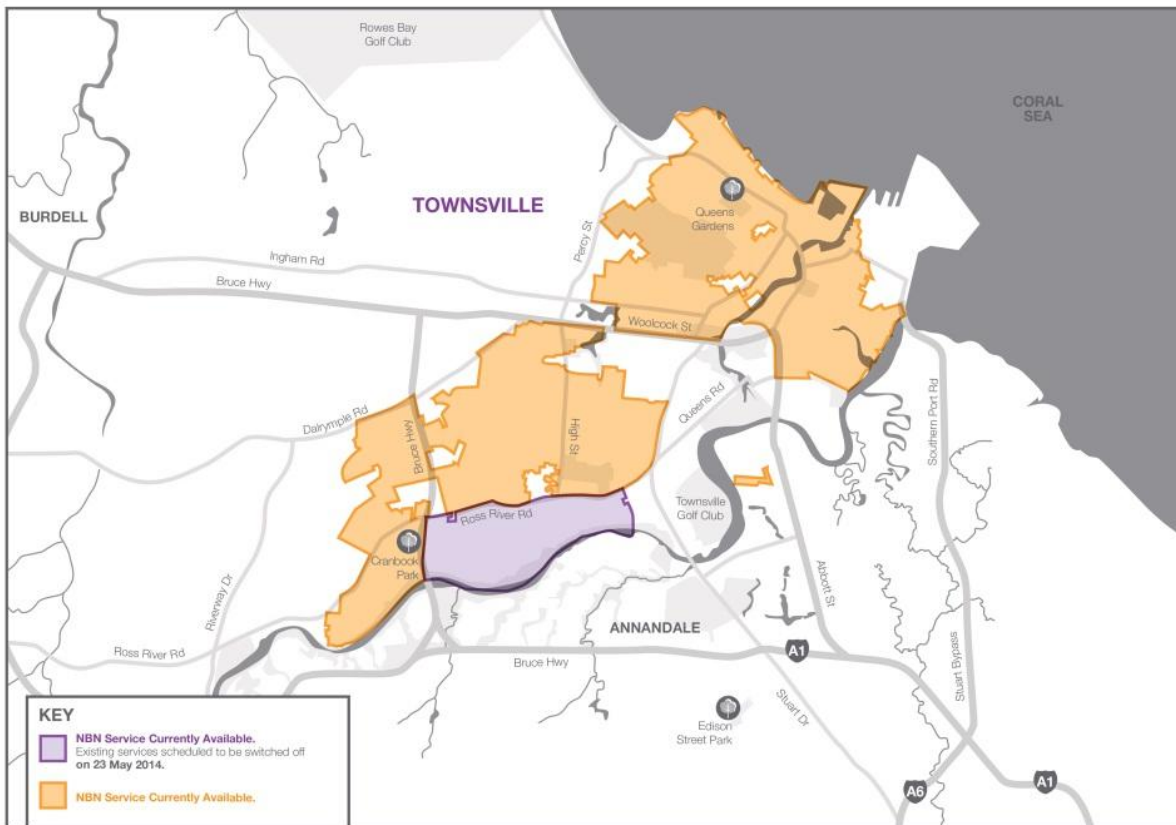 Rowes Bay
Golf Club
CORAL
SEA
BURDELL
TOWNSVILLE
Queens
Gardens
Percy St
Ingham Rd
Bruce Hwy
Woolcock St
Dalrymple Rd
Bruce Hwy
High St
Queens Rd
Southern Port Rd
Ross River Rd
Townsville
Golf Club
Cranbook
Park
Riverway Dr
Abbott St
ANNANDALE
Ross River Rd
Bruce Hwy
A1
Stuart Bypass
Stuart Dr
Edison
Street Park
A6
A1
KEY
NBN Service Currently Available.
Existing services scheduled to be switched off
on 23 May 2014.
NBN Service Currently Available.